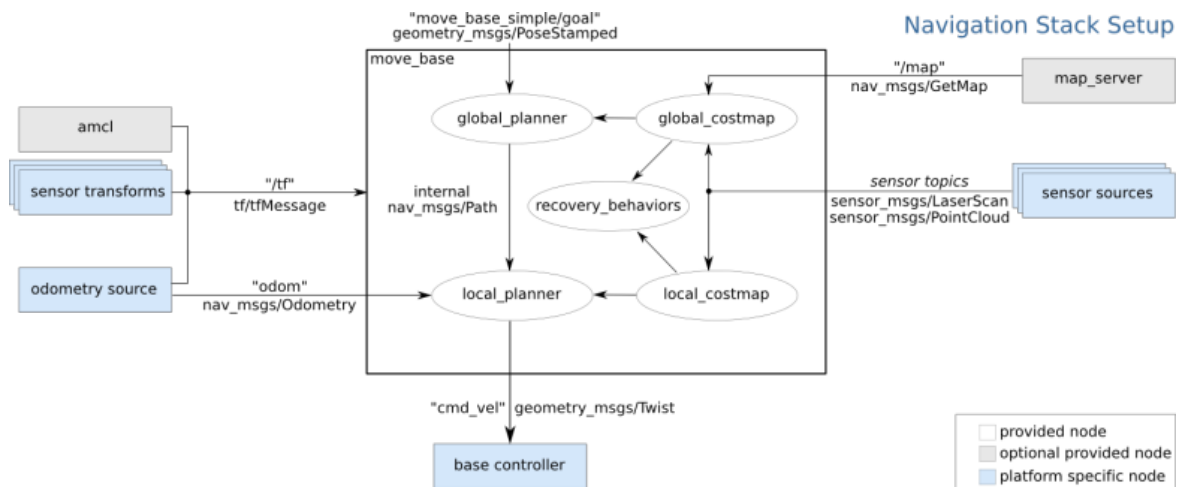 "move_base_simple/goal"
geometry_msgs/PoseStamped
Navigation Stack Setup
move_base
"/map"
nav_msgs/GetMap
map_server
amcl
global_planner
global_costmap
sensor transforms
"/tf"
tf/tfMessage
internal
nav_msgs/Path
recovery_behaviors
sensor topics
sensor_msgs/LaserScan
sensor_msgs/PointCloud
sensor sources
odometry source
"odom"
nav_msgs/Odometry
local_planner
local_costmap
"cmd_vel" geometry_msgs/Twist
base controller
provided node
optional provided node
platform specific node